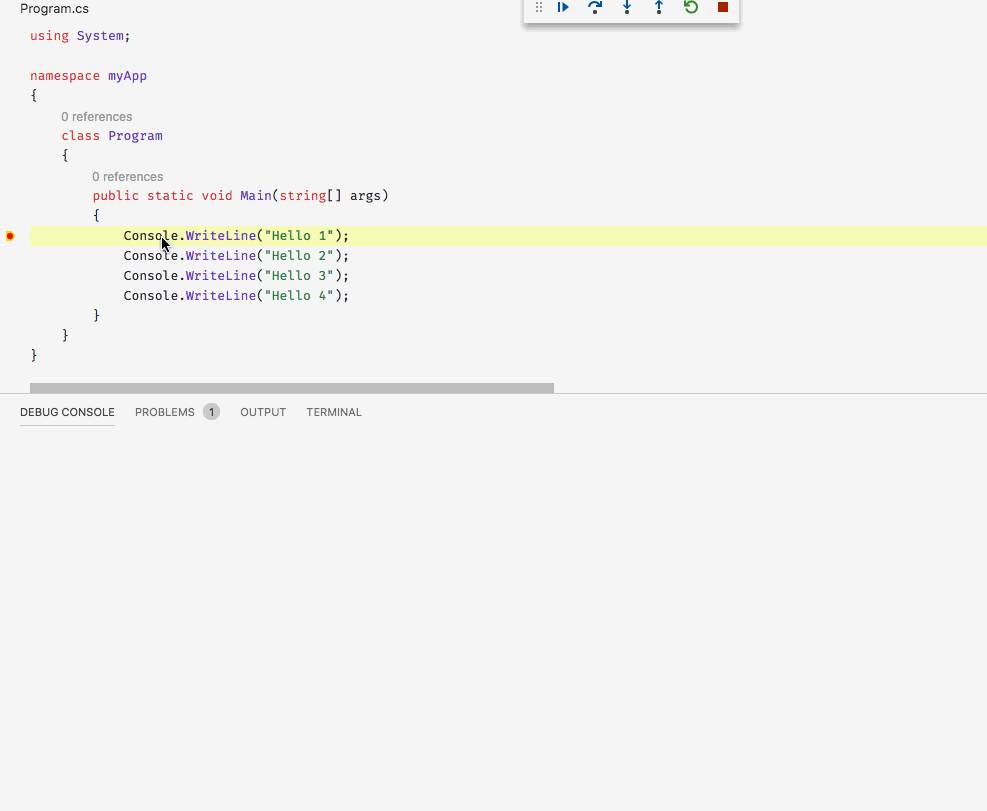 Program.cs
using System;
namespace myApp
{
0 references
class Program
{
0 references
public static void Main(string[] args)
{
Console.WriteLine("Hello 1");
Console.WriteLine("Hello 2");
Console.WriteLine("Hello 3");
Console.WriteLine("Hello 4");
}
}
}
DEBUG CONSOLE PROBLEMS 1 OUTPUT TERMINAL